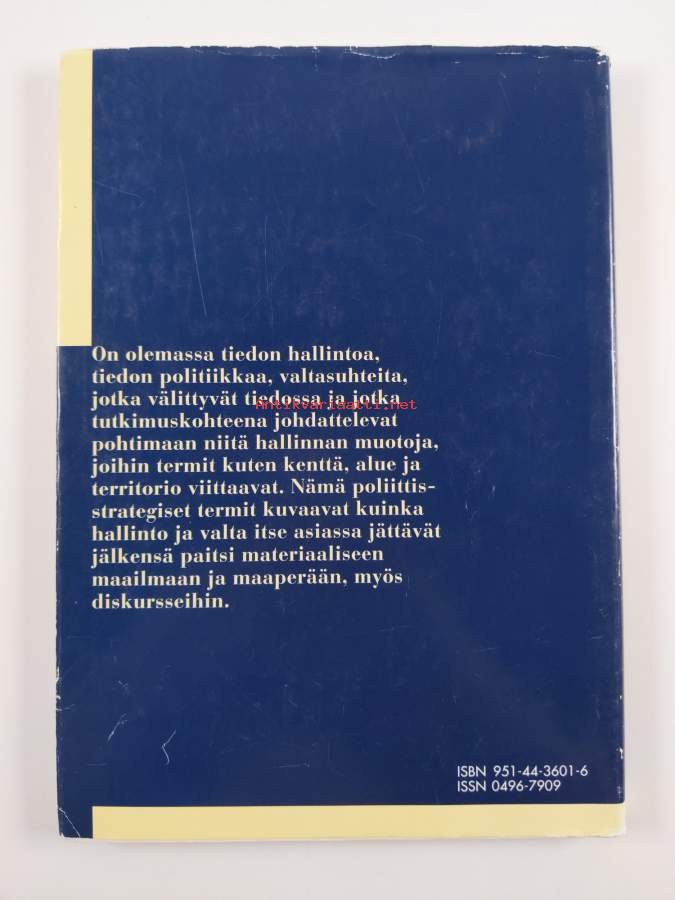 On olemassa tiedon hallintoa,
tiedon politiikkaa, valtasuhteita,
jotka välittyvät tiedossa ja jotka
Antikvariaatti.net
tutkimuskohteena johdattelevat
pohtimaan niitä hallinnan muotoja,
joihin termit kuten kenttä, alue ja
territorio viittaavat. Nämä poliittis-
strategiset termit kuvaavat kuinka
hallinto ja valta itse asiassa jättävät
jälkensä paitsi materiaaliseen
maailmaan ja maaperään, myös
diskursseihin.
ISBN 951-44-3601-6
ISSN 0496-7909